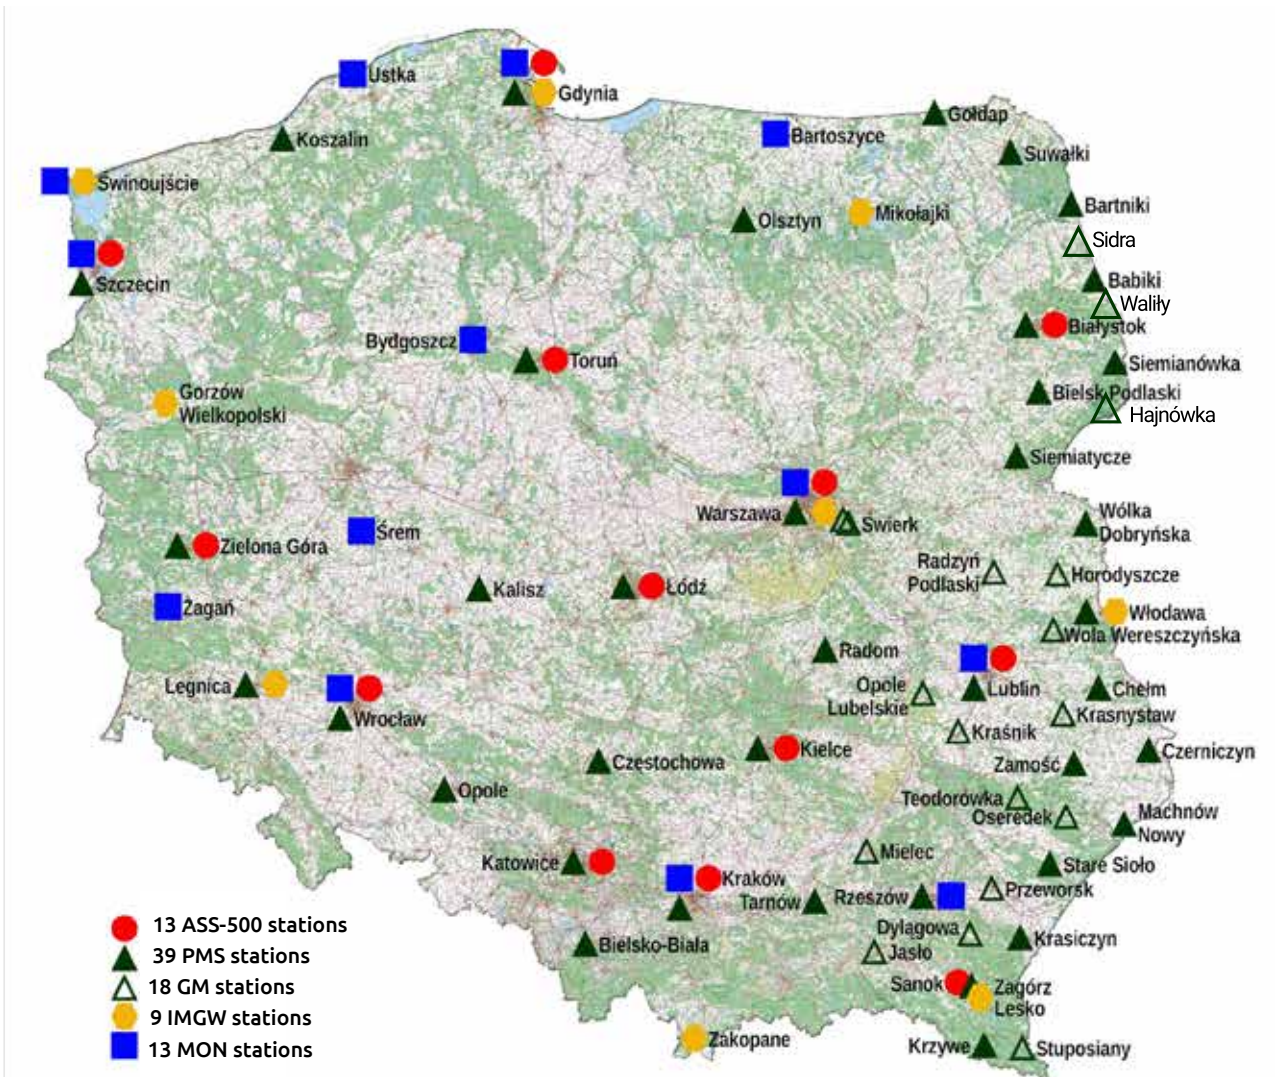 Ustka
Gdynia
Koszalin
Gołdap
Bartoszyce
Suwałki
Świnoujście
Bartniki
Olsztyn
Mikołajki
Sidra
Szczecin
Babiki
Waliły
Białystok
Bydgoszcz
Toruń
Siemianówka
Gorzów
Wielkopolski
Bielsk Podlaski
Hajnówka
Siemiatycze
Warszawa
Świerk
Wólka
Dobryńska
Śrem
Zielona Góra
Radzyń
Podlaski
Horodyszcze
Kalisz
Łódź
Żagań
Włodawa
Wola Wereszczyńska
Radom
Legnica
Opole
Lubelskie
Lublin
Chełm
Wrocław
Krasnystaw
Kraśnik
Kielce
Czerniczyn
Częstochowa
Zamość
Opole
Teodorówka
Oseredek
Machnów
Nowy
Mielec
Katowice
Stare Sioło
Kraków
Przeworsk
Tarnów
Rzeszów
Dylągowa
Krasiczyn
Bielsko-Biała
Jasło
Sanok
Zagórz
Lesko
Zakopane
Krzywe
Stuposiany
13 ASS-500 stations
39 PMS stations
18 GM stations
9 IMGW stations
13 MON stations